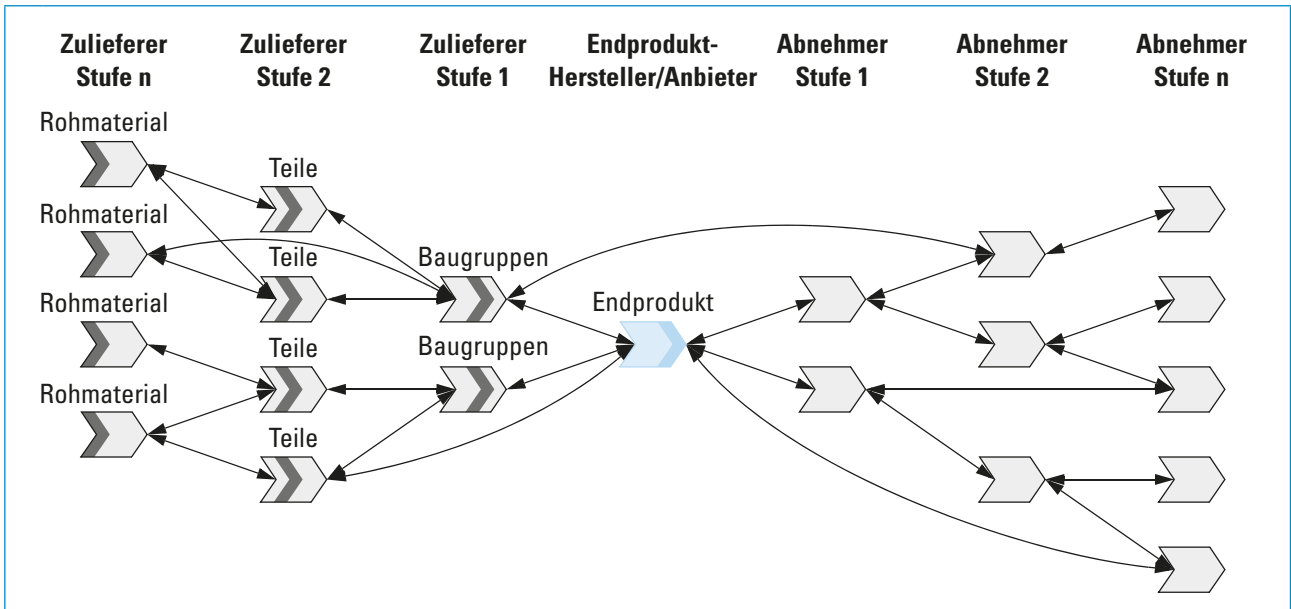 Zulieferer Stufe n
Zulieferer Stufe 2
Zulieferer Stufe 1
Endprodukt-Hersteller/Anbieter
Abnehmer Stufe 1
Abnehmer Stufe 2
Abnehmer Stufe n
Rohmaterial
Teile
Rohmaterial
Teile
Baugruppen
Rohmaterial
Endprodukt
Teile
Baugruppen
Rohmaterial
Teile